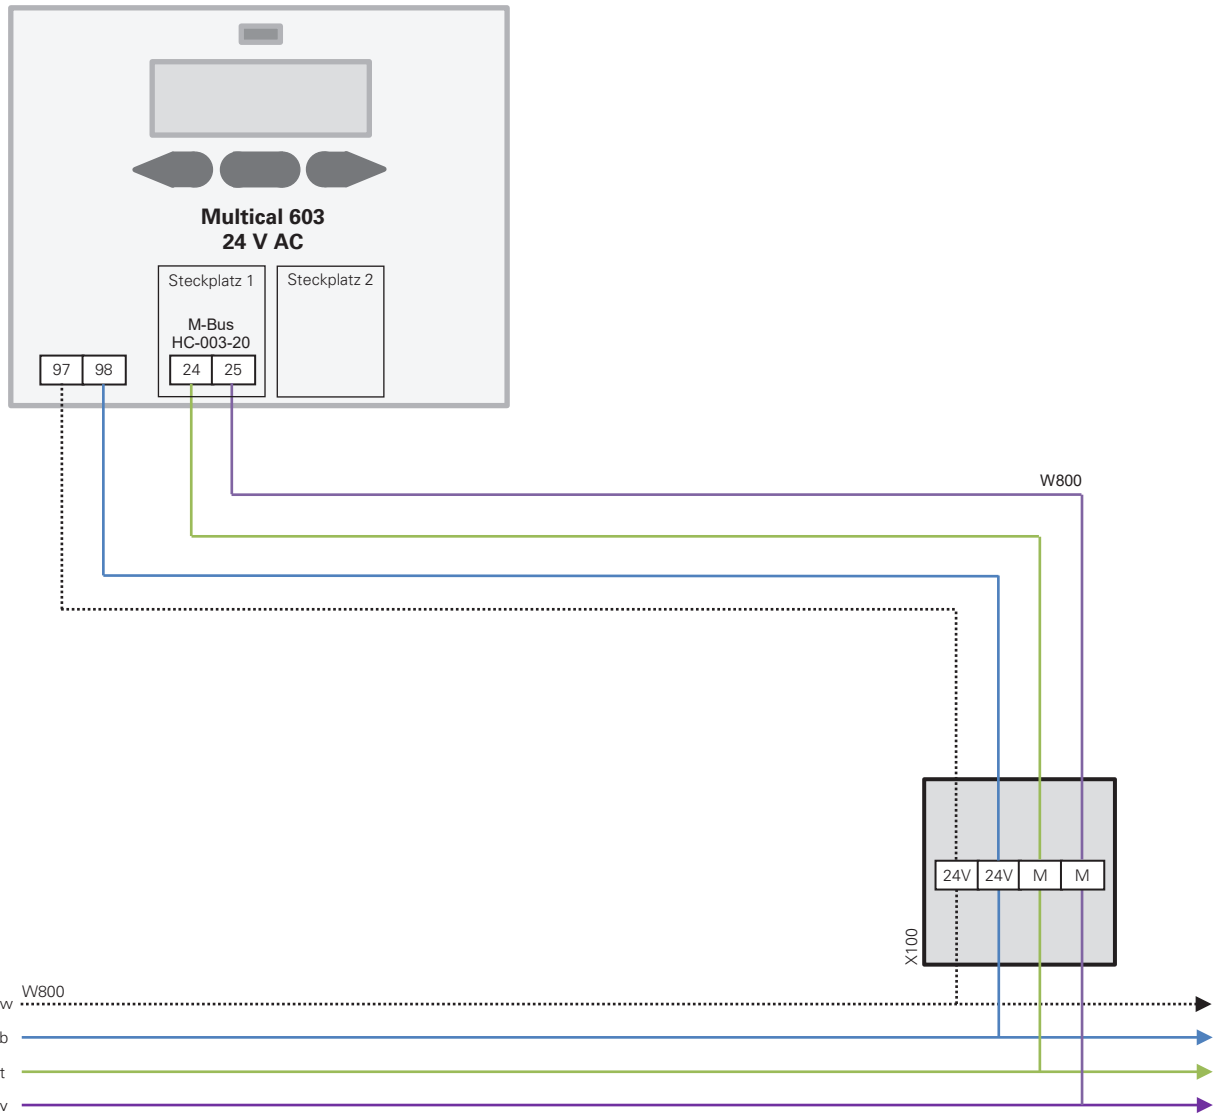 Multical 603
24 V AC
Steckplatz 1
Steckplatz 2
M-Bus
HC-003-20
97
98
24
25
W800
24V
24V
M
M
X100
W800
w
b
t
v